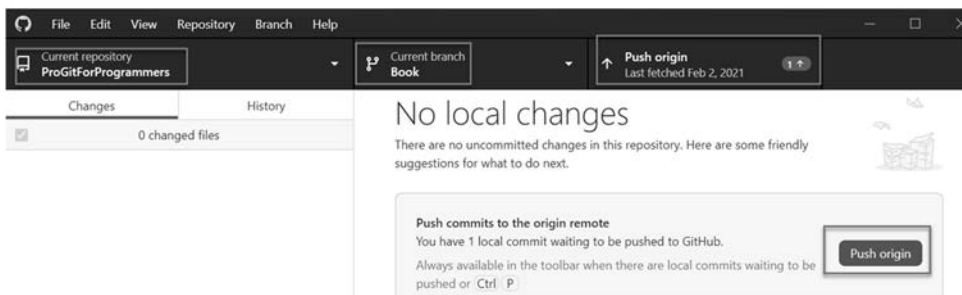 File Edit View Repository Branch Help
Current repository
ProGitForProgrammers
Current branch
Book
Push origin
Last fetched Feb 2, 2021
1↑
Changes History
0 changed files
No local changes
There are no uncommitted changes in this repository. Here are some friendly
suggestions for what to do next.
Push commits to the origin remote
You have 1 local commit waiting to be pushed to GitHub.
Always available in the toolbar when there are local commits waiting to be
pushed or Ctrl P
Push origin